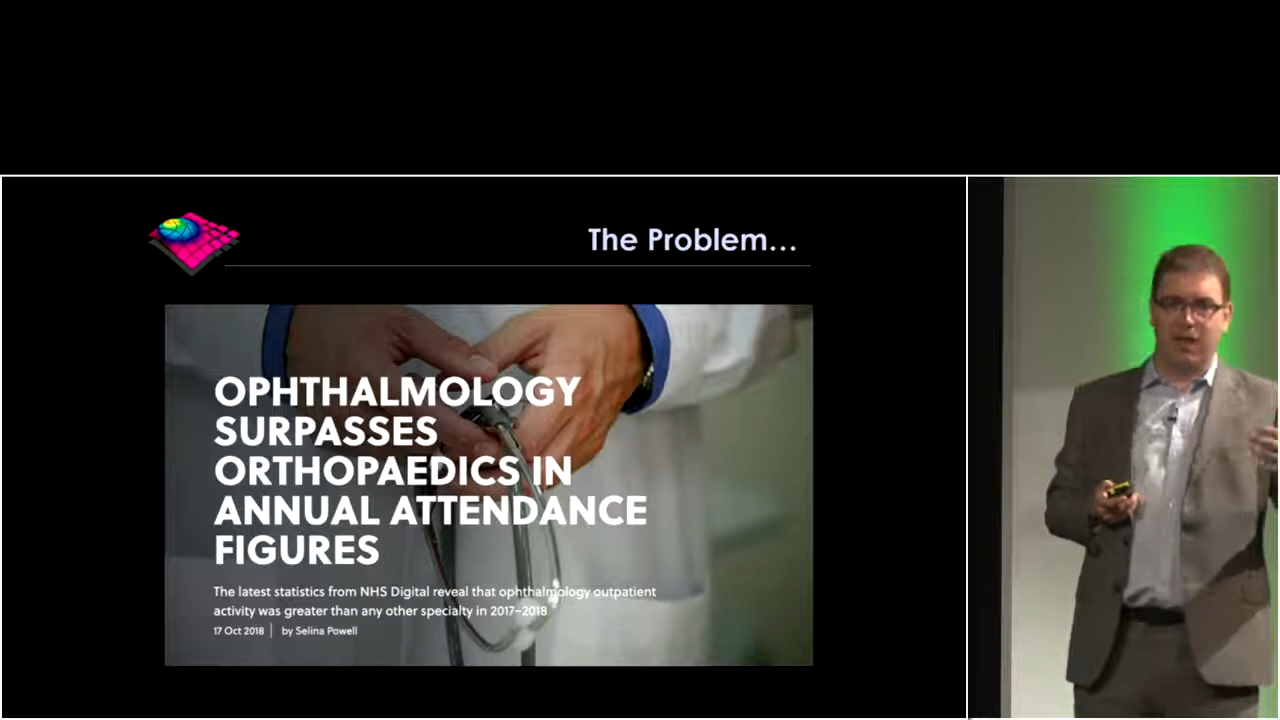 The Problem...
OPHTHALMOLOGY
SURPASSES
ORTHOPAEDICS IN
ANNUAL ATTENDANCE
FIGURES
The latest statistics from NHS Digital reveal that ophthalmology outpatient
activity was greater than any other specialty in 2017–2018
17 Oct 2018 | by Selina Powell